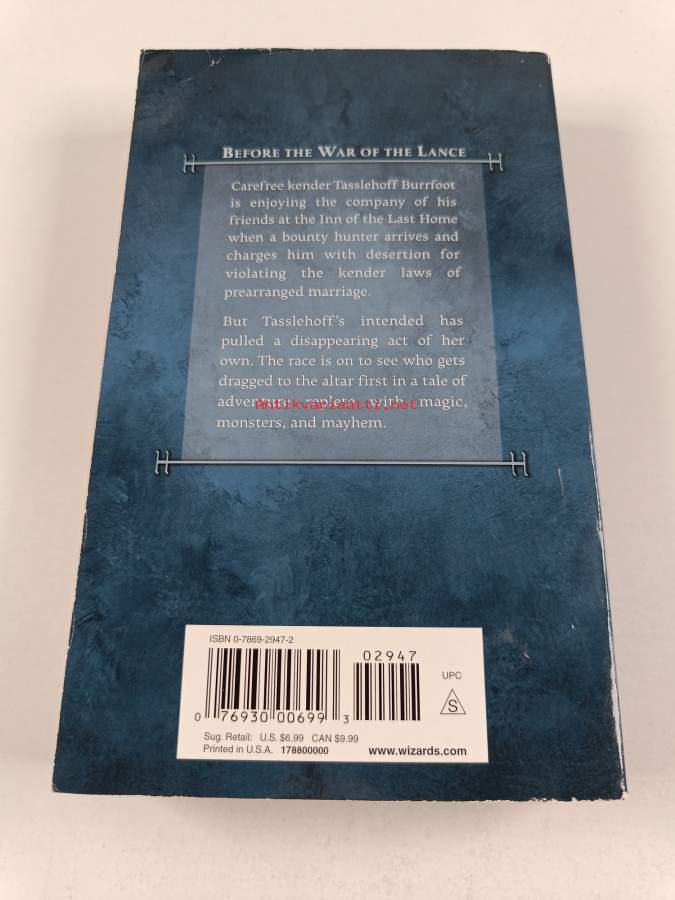 BEFORE THE WAR OF THE LANCE
Carefree kender Tasslehoff Burrfoot
is enjoying the company of his
friends at the Inn of the Last Home
when a bounty hunter arrives and
charges him with desertion for
violating the kender laws of
prearranged marriage.
But Tasslehoff's intended has
pulled a disappearing act of her
own. The race is on to see who gets
dragged to the altar first in a tale of
adventure replete with magic,
Antikvariaatti.net
monsters, and mayhem.
ISBN 0-7869-2947-2
02947
UPC
S
0 76930 00699 3
Sug. Retail: U.S. $6.99 CAN $9.99
Printed in U.S.A. 178800000
www.wizards.com